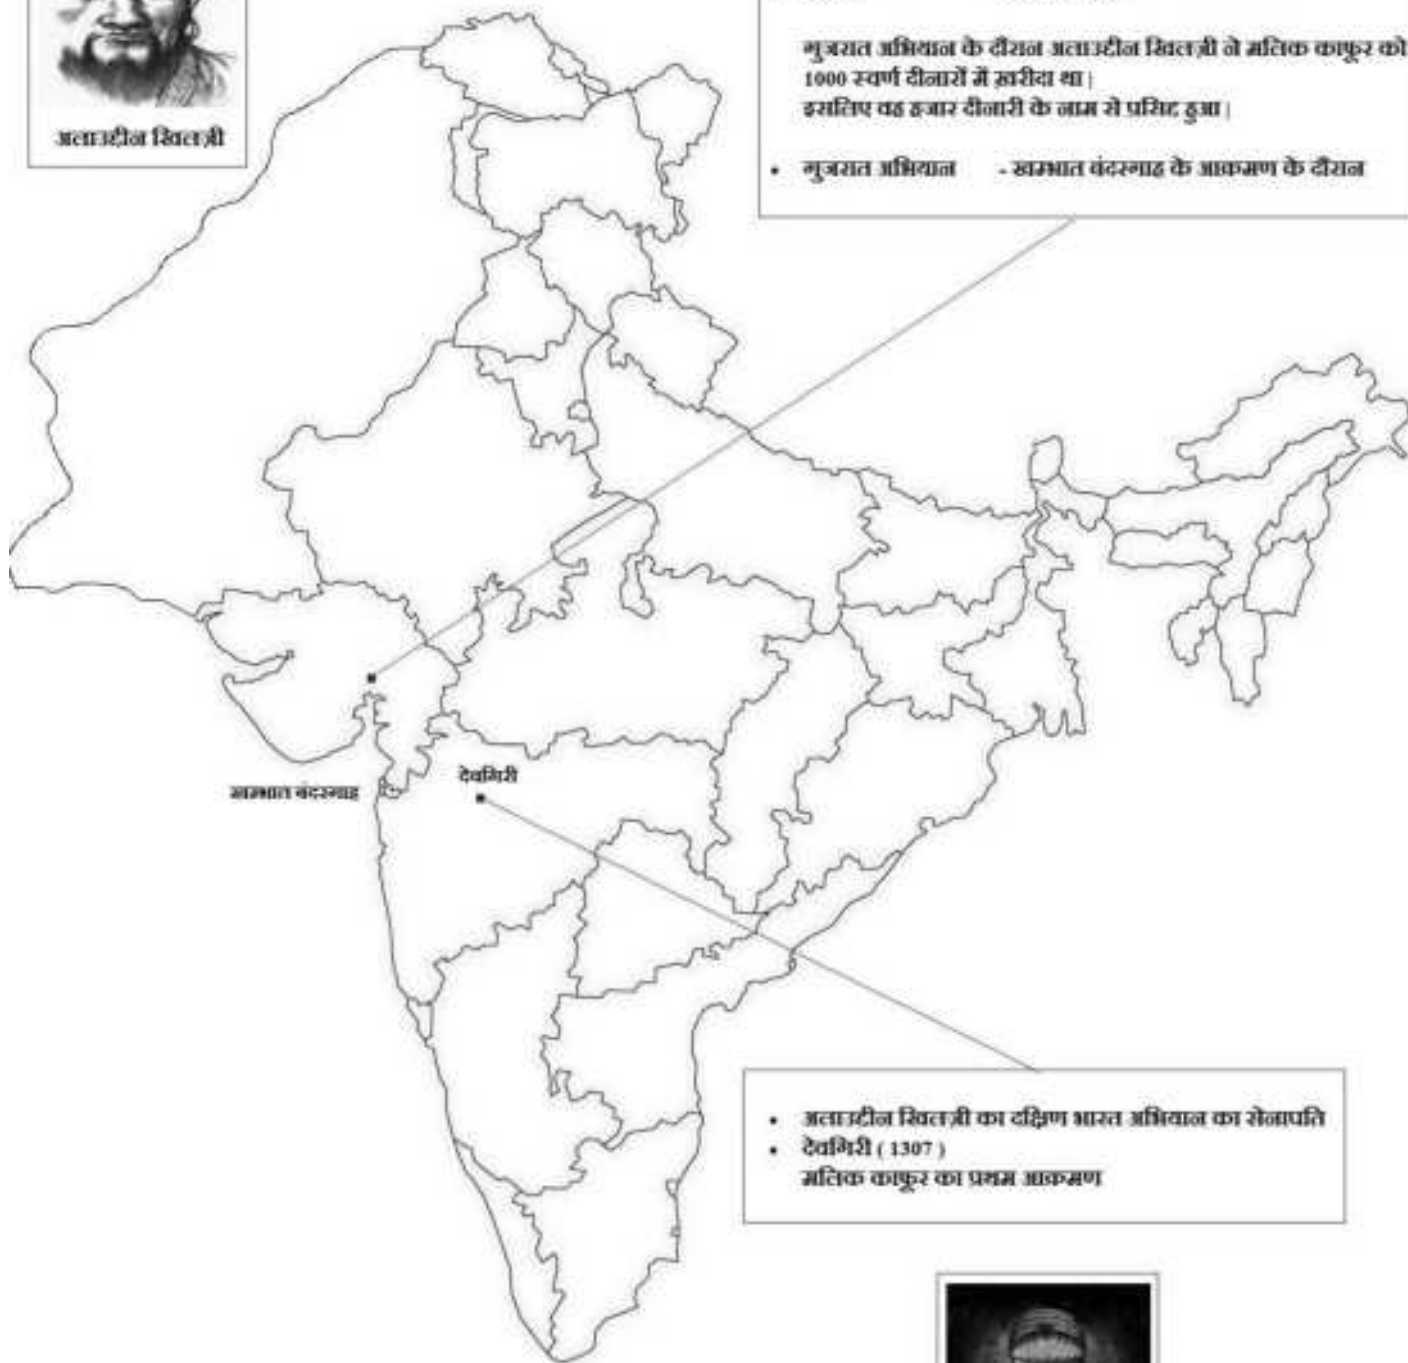 अलाउद्दीन खिलज़ी
गुजरात अभियान के दौरान अलाउद्दीन खिलज़ी ने मलिक काफूर को
1000 स्वर्ण दीनारों में ख़रीदा था |
इसलिए वह हजार दीनारी के नाम से प्रसिद्द हुआ |
• गुजरात अभियान - खम्भात बंदरगाह के आक्रमण के दौरान
देवगिरी
खम्भात बंदरगाह
• अलाउद्दीन खिलज़ी का दक्षिण भारत अभियान का सेनापति
• देवगिरी ( 1307 )
मलिक काफूर का प्रथम आक्रमण